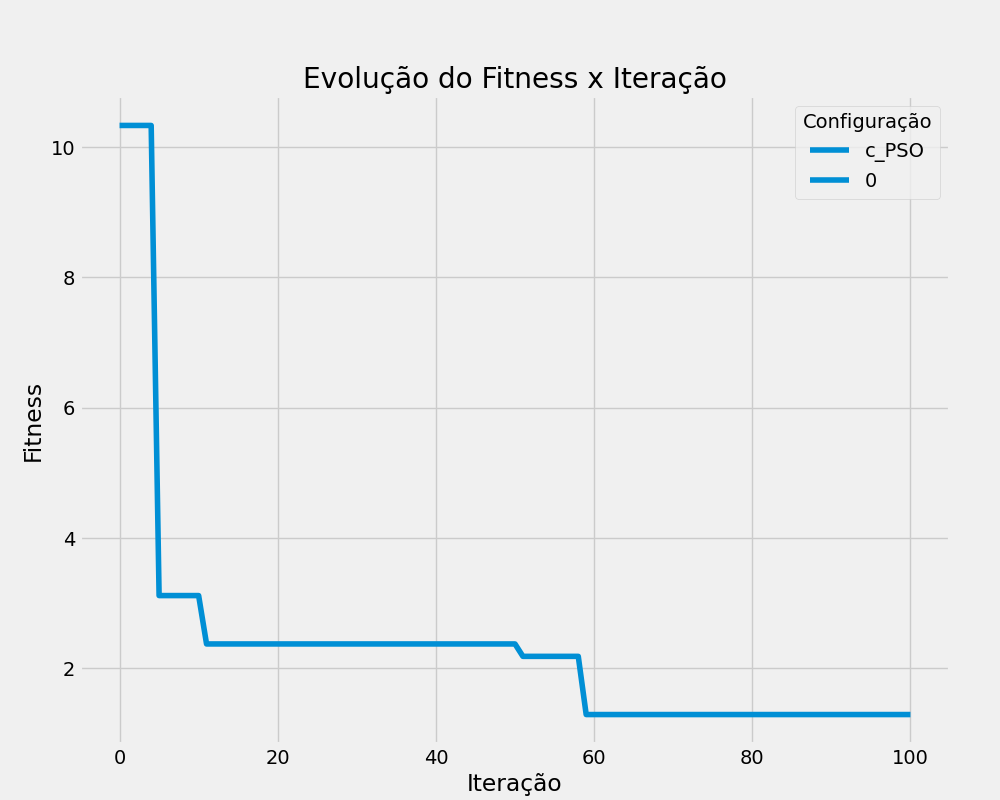 Evolução do Fitness x Iteração
Configuração
c_PSO
0
Fitness
10
8
6
4
2
0 20 40 60 80 100
Iteração